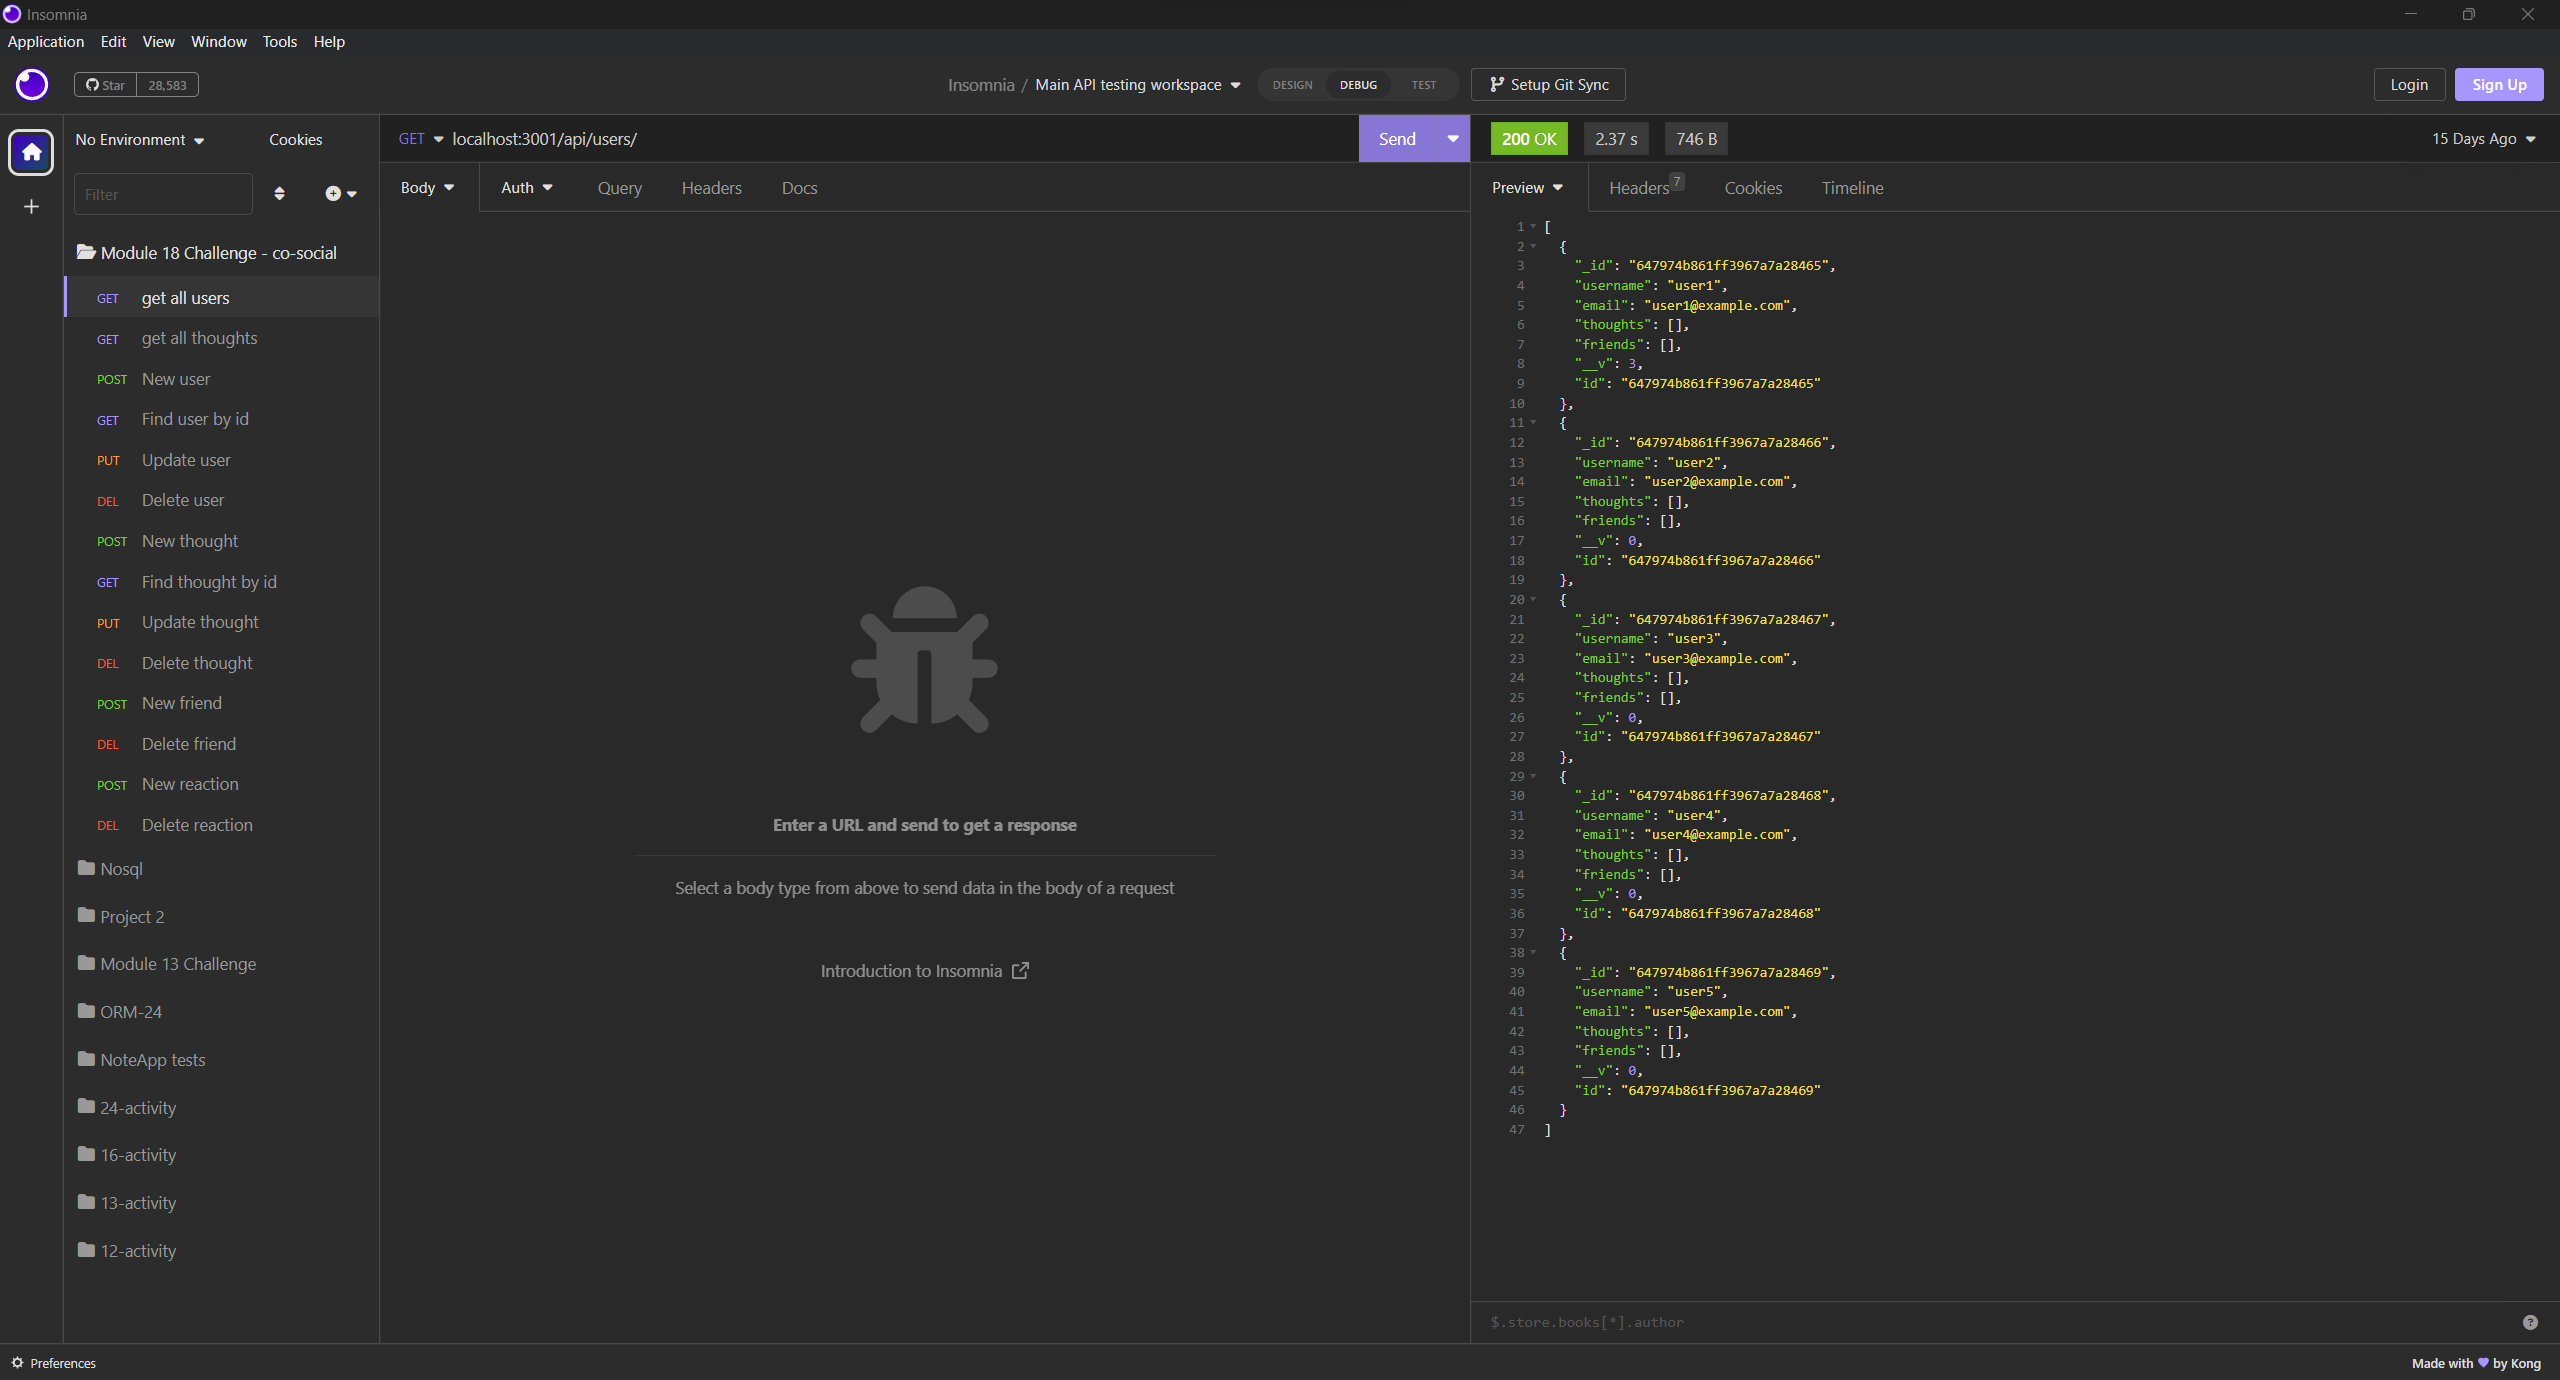 Insomnia
Application Edit View Window Tools Help
Star 28,583
Insomnia / Main API testing workspace
DESIGN DEBUG TEST
Setup Git Sync
Login Sign Up
No Environment Cookies
Filter
Module 18 Challenge - co-social
GET get all users
GET get all thoughts
POST New user
GET Find user by id
PUT Update user
DEL Delete user
POST New thought
GET Find thought by id
PUT Update thought
DEL Delete thought
POST New friend
DEL Delete friend
POST New reaction
DEL Delete reaction
Nosql
Project 2
Module 13 Challenge
ORM-24
NoteApp tests
24-activity
16-activity
13-activity
12-activity
GET localhost:3001/api/users/ Send
Body Auth Query Headers Docs
Enter a URL and send to get a response
Select a body type from above to send data in the body of a request
Introduction to Insomnia
200 OK 2.37 s 746 B 15 Days Ago
Preview Headers 7 Cookies Timeline
1 [
2 {
3 "_id": "647974b861ff3967a7a28465",
4 "username": "user1",
5 "email": "user1@example.com",
6 "thoughts": [],
7 "friends": [],
8 "__v": 3,
9 "id": "647974b861ff3967a7a28465"
10 },
11 {
12 "_id": "647974b861ff3967a7a28466",
13 "username": "user2",
14 "email": "user2@example.com",
15 "thoughts": [],
16 "friends": [],
17 "__v": 0,
18 "id": "647974b861ff3967a7a28466"
19 },
20 {
21 "_id": "647974b861ff3967a7a28467",
22 "username": "user3",
23 "email": "user3@example.com",
24 "thoughts": [],
25 "friends": [],
26 "__v": 0,
27 "id": "647974b861ff3967a7a28467"
28 },
29 {
30 "_id": "647974b861ff3967a7a28468",
31 "username": "user4",
32 "email": "user4@example.com",
33 "thoughts": [],
34 "friends": [],
35 "__v": 0,
36 "id": "647974b861ff3967a7a28468"
37 },
38 {
39 "_id": "647974b861ff3967a7a28469",
40 "username": "user5",
41 "email": "user5@example.com",
42 "thoughts": [],
43 "friends": [],
44 "__v": 0,
45 "id": "647974b861ff3967a7a28469"
46 }
47 ]
$.store.books[*].author
Preferences
Made with 💜 by Kong